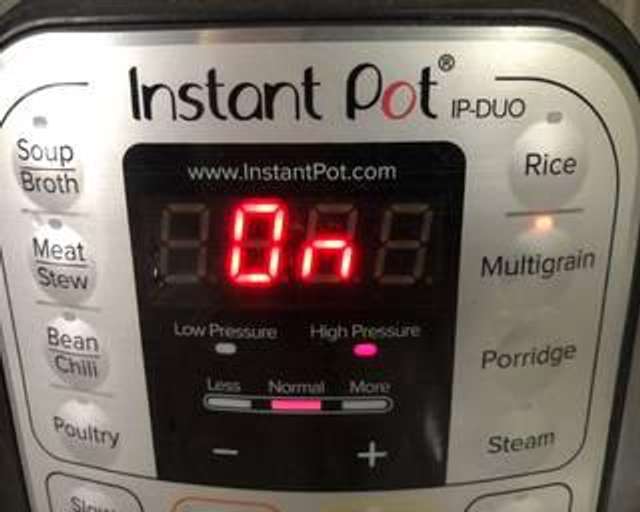 Instant Pot® IP-DUO
www.InstantPot.com
Soup
Broth
Rice
On
Meat
Stew
Multigrain
Low Pressure High Pressure
Bean
Chili
Porridge
Less Normal More
Poultry
Steam
− +
Slow